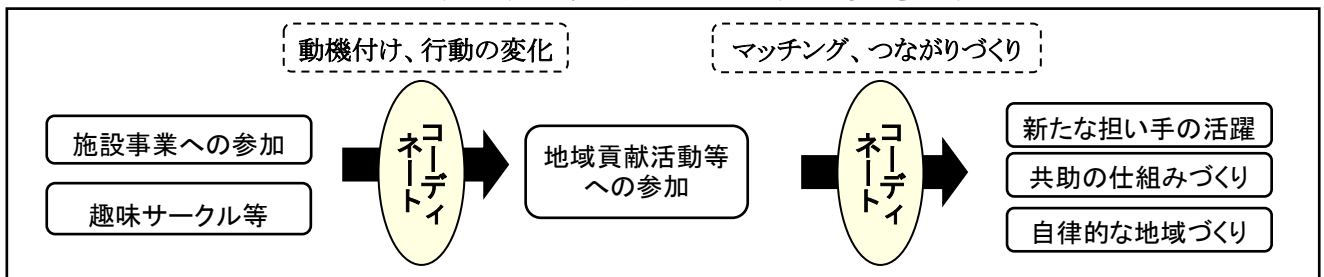 動機付け、行動の変化
マッチング、つながりづくり
施設事業への参加
趣味サークル等
コーディ
ネート
地域貢献活動等
への参加
コーディ
ネート
新たな担い手の活躍
共助の仕組みづくり
自律的な地域づくり